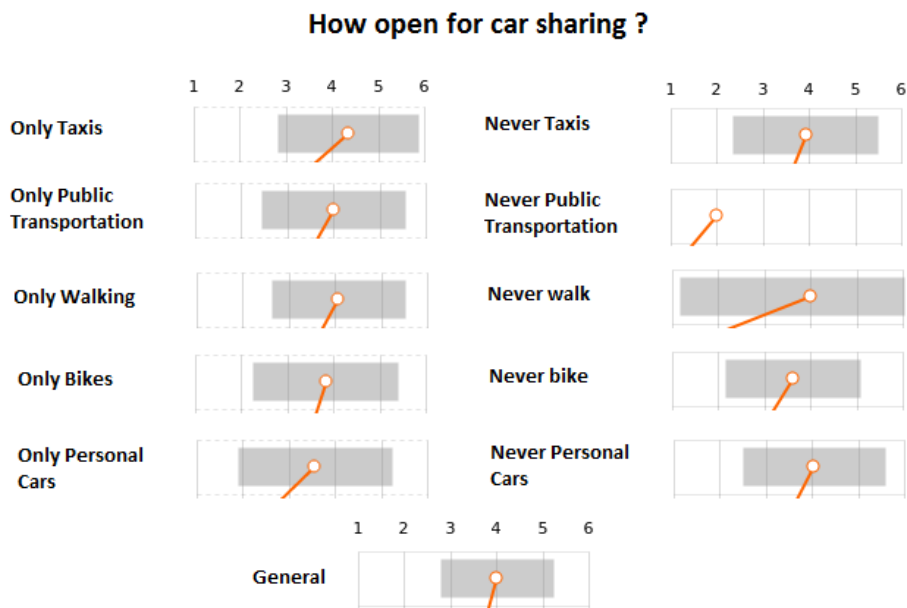 How open for car sharing ?
1 2 3 4 5 6
1 2 3 4 5 6
Only Taxis
Never Taxis
Only Public
Transportation
Never Public
Transportation
Only Walking
Never walk
Only Bikes
Never bike
Only Personal
Cars
Never Personal
Cars
1 2 3 4 5 6
General